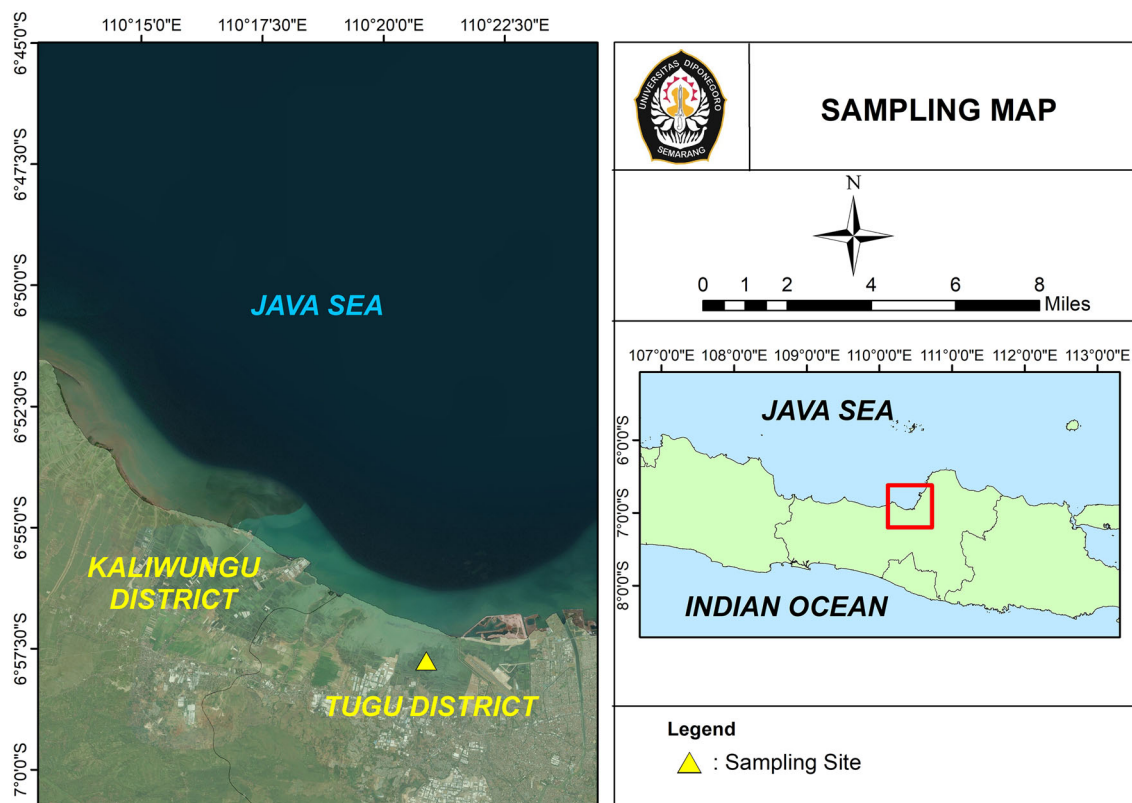 110°15'0"E 110°17'30"E 110°20'0"E 110°22'30"E
6°45'0"S
6°47'30"S
6°50'0"S
6°52'30"S
6°55'0"S
6°57'30"S
7°0'0"S
JAVA SEA
KALIWUNGU
DISTRICT
TUGU DISTRICT
UNIVERSITAS DIPONEGORO
SEMARANG
SAMPLING MAP
N
0 1 2 4 6 8
Miles
107°0'0"E 108°0'0"E 109°0'0"E 110°0'0"E 111°0'0"E 112°0'0"E 113°0'0"E
6°0'0"S
7°0'0"S
8°0'0"S
JAVA SEA
INDIAN OCEAN
Legend
: Sampling Site